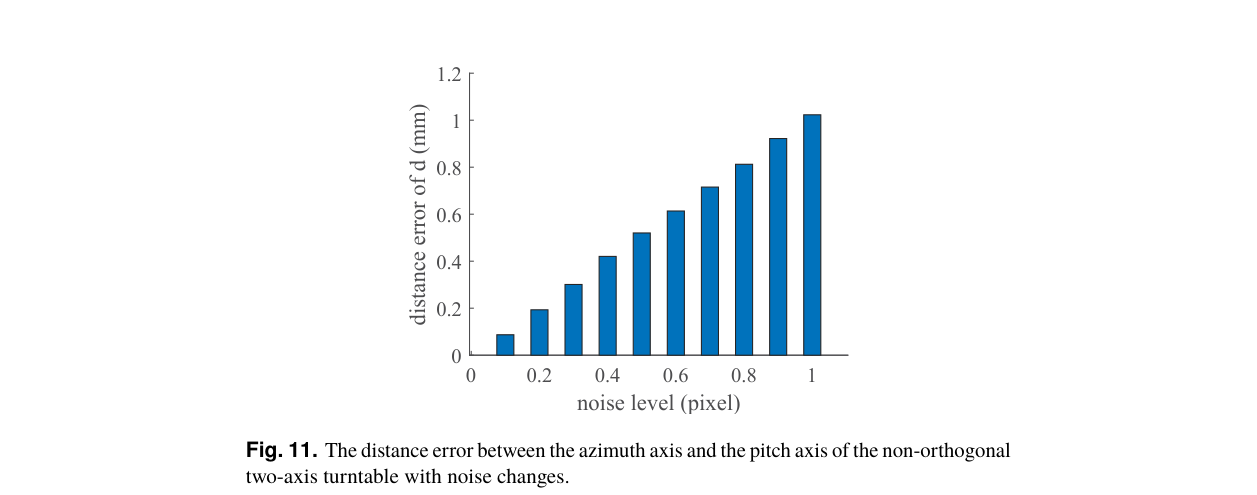 1.2
1
0.8
0.6
0.4
0.2
0
distance error of d (mm)
0 0.2 0.4 0.6 0.8 1
noise level (pixel)
Fig. 11. The distance error between the azimuth axis and the pitch axis of the non-orthogonal
two-axis turntable with noise changes.